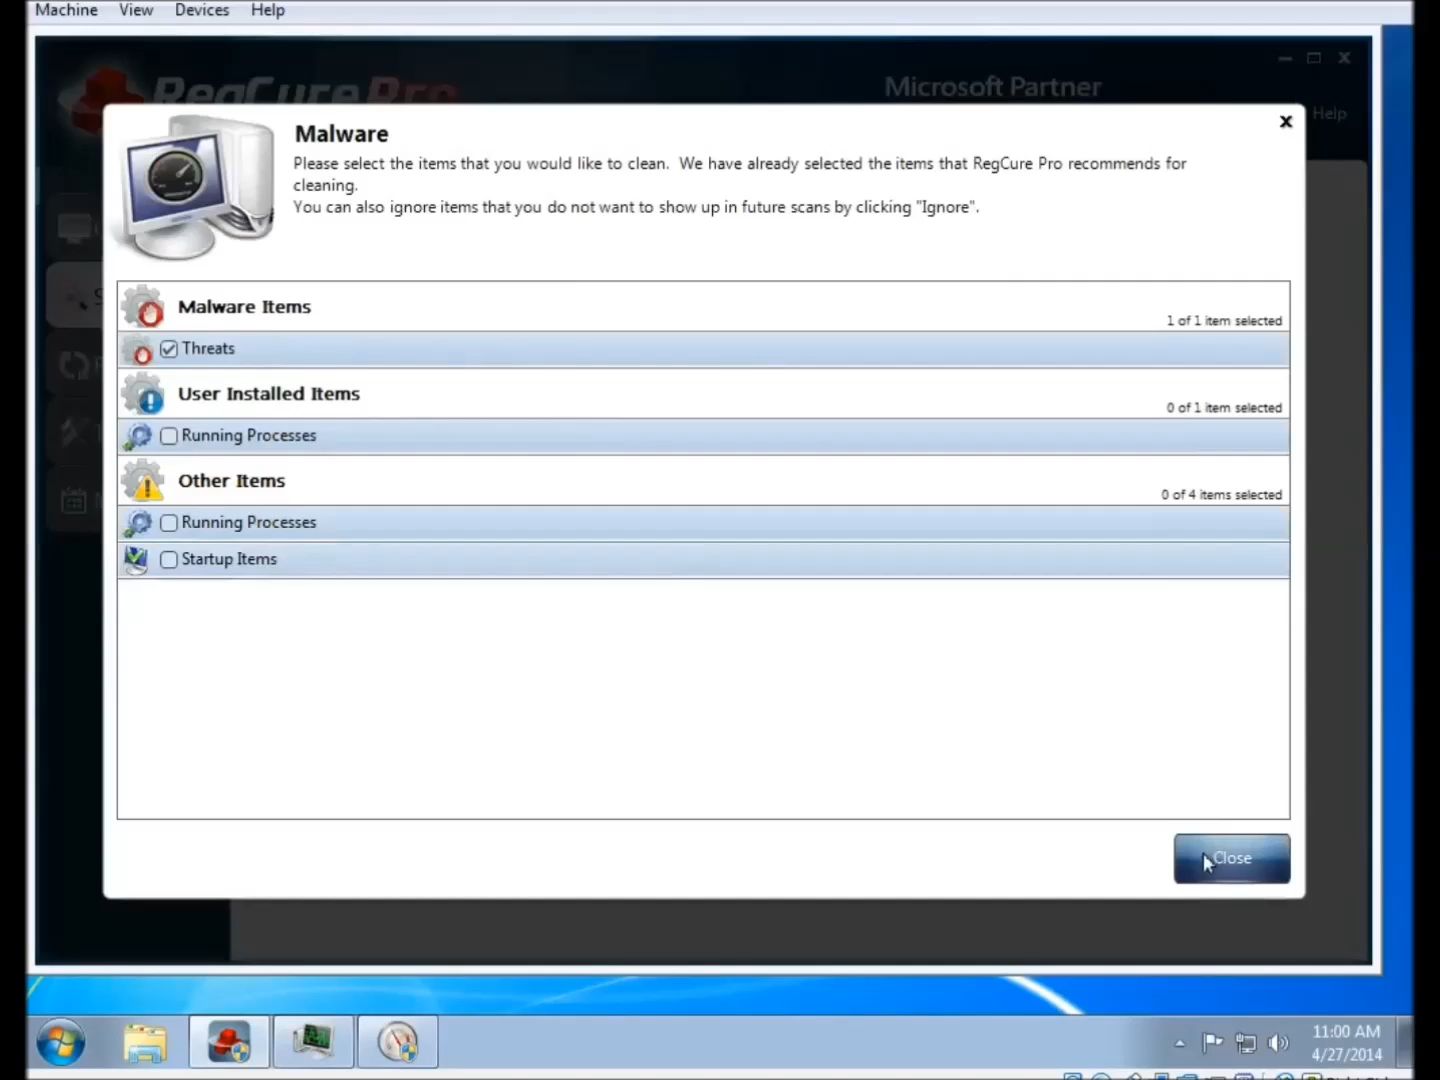 Machine View Devices Help
RegCure Pro
Microsoft Partner
Help
Malware
Please select the items that you would like to clean. We have already selected the items that RegCure Pro recommends for
cleaning.
You can also ignore items that you do not want to show up in future scans by clicking "Ignore".
Malware Items
1 of 1 item selected
Threats
User Installed Items
0 of 1 item selected
Running Processes
Other Items
0 of 4 items selected
Running Processes
Startup Items
Close
11:00 AM
4/27/2014